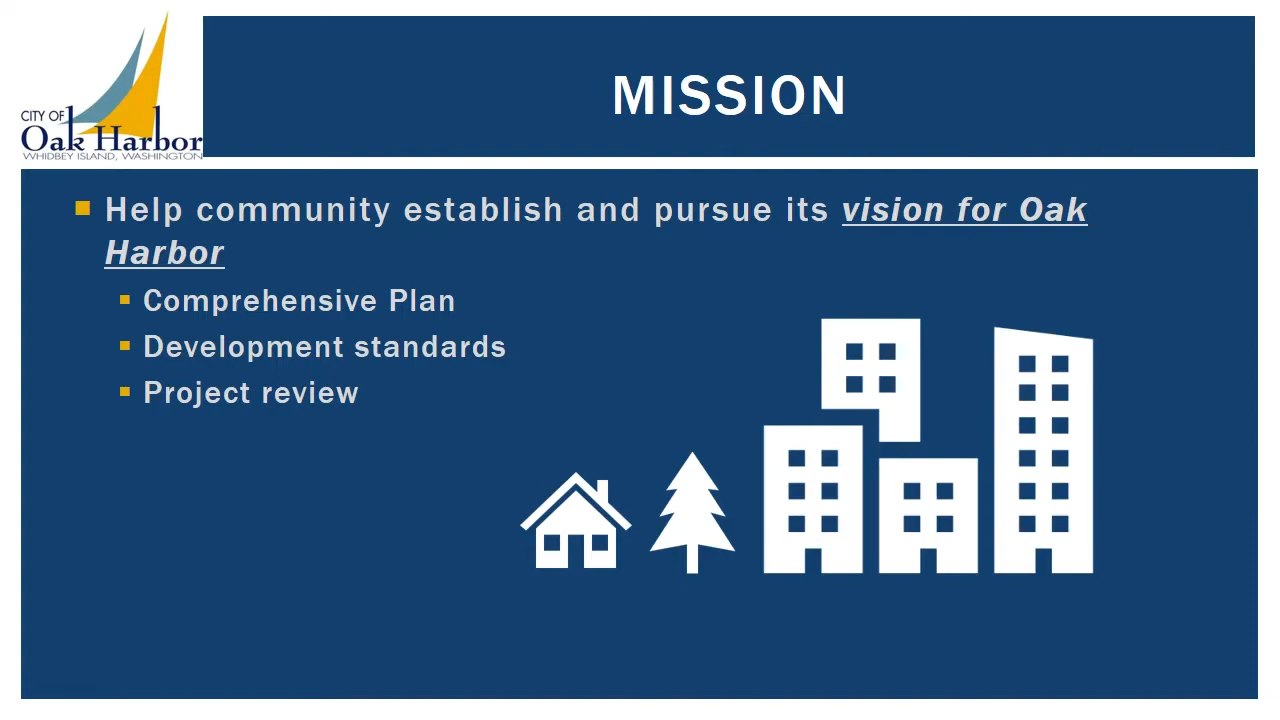 CITY OF
Oak Harbor
WHIDBEY ISLAND, WASHINGTON
MISSION
Help community establish and pursue its vision for Oak
Harbor
Comprehensive Plan
Development standards
Project review